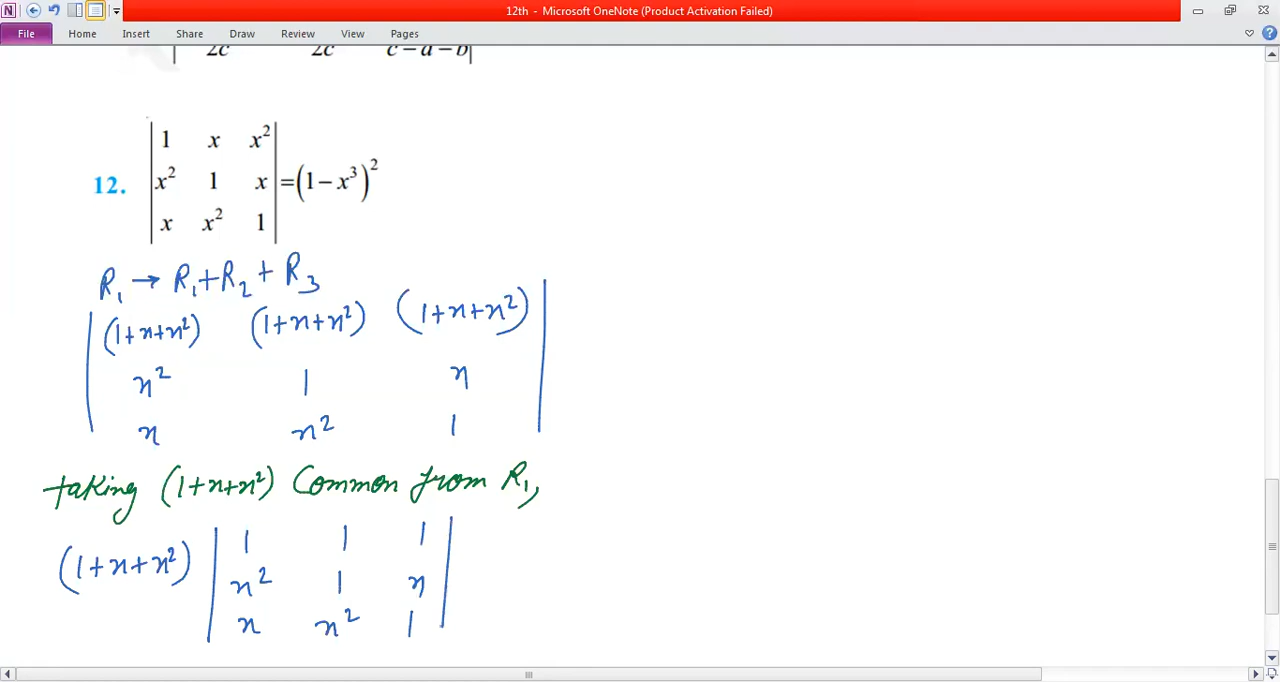 12th - Microsoft OneNote (Product Activation Failed)
File Home Insert Share Draw Review View Pages
2c 2c c − a − b|
12. |1 x x²|
|x² 1 x| = (1 − x³)²
|x x² 1|
R₁ → R₁ + R₂ + R₃
|(1+x+x²) (1+x+x²) (1+x+x²)|
|x² 1 x|
|x x² 1|
taking (1+x+x²) Common from R₁,
(1+x+x²) |1 1 1|
|x² 1 x|
|x x² 1|